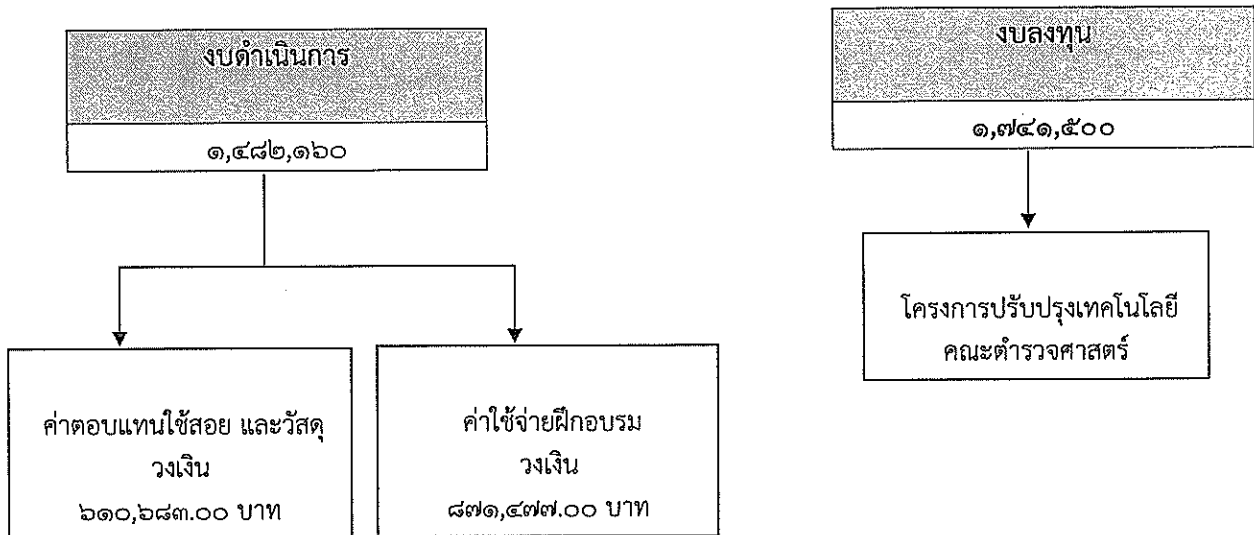 งบดำเนินการ
๑,๔๘๒,๑๖๐
ค่าตอบแทนใช้สอย และวัสดุ
วงเงิน
๖๑๐,๖๘๓.๐๐ บาท
ค่าใช้จ่ายฝึกอบรม
วงเงิน
๘๗๑,๔๗๗.๐๐ บาท
งบลงทุน
๑,๗๔๑,๕๐๐
โครงการปรับปรุงเทคโนโลยี
คณะตำรวจศาสตร์